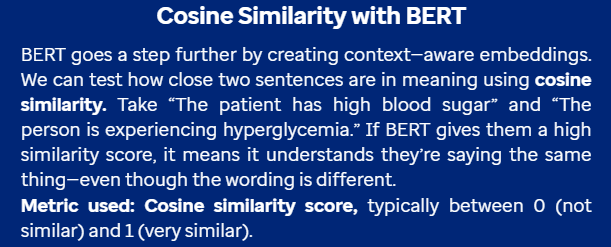 Cosine Similarity with BERT
BERT goes a step further by creating context—aware embeddings.
We can test how close two sentences are in meaning using cosine
similarity. Take “The patient has high blood sugar” and “The
person is experiencing hyperglycemia.” If BERT gives them a high
similarity score, it means it understands they’re saying the same
thing—even though the wording is different.
Metric used: Cosine similarity score, typically between 0 (not
similar) and 1 (very similar).